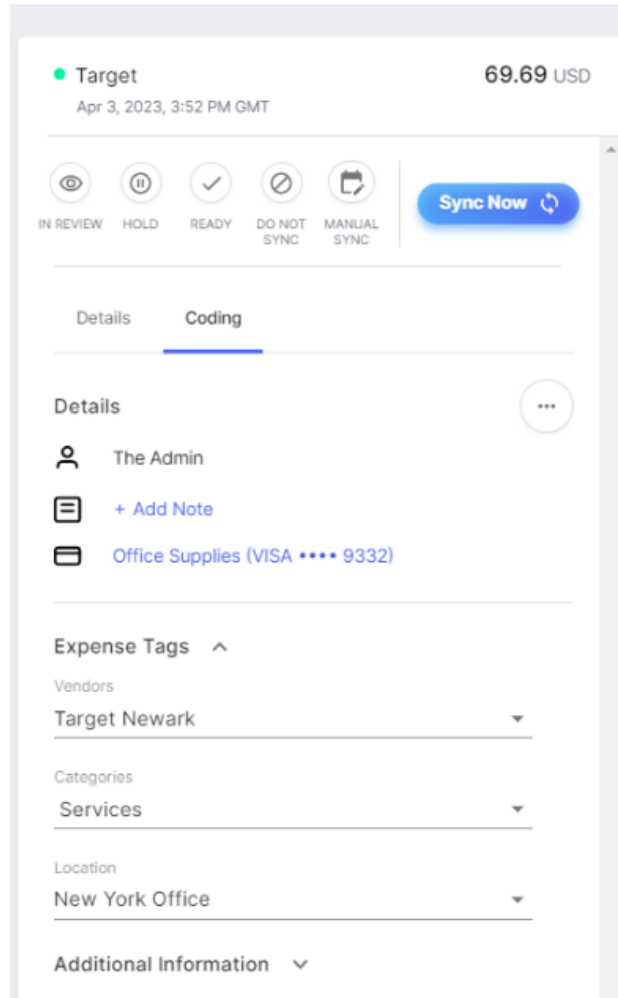 Target 69.69 USD
Apr 3, 2023, 3:52 PM GMT
IN REVIEW HOLD READY DO NOT SYNC MANUAL SYNC Sync Now
Details Coding
Details
The Admin
+ Add Note
Office Supplies (VISA •••• 9332)
Expense Tags
Vendors
Target Newark
Categories
Services
Location
New York Office
Additional Information